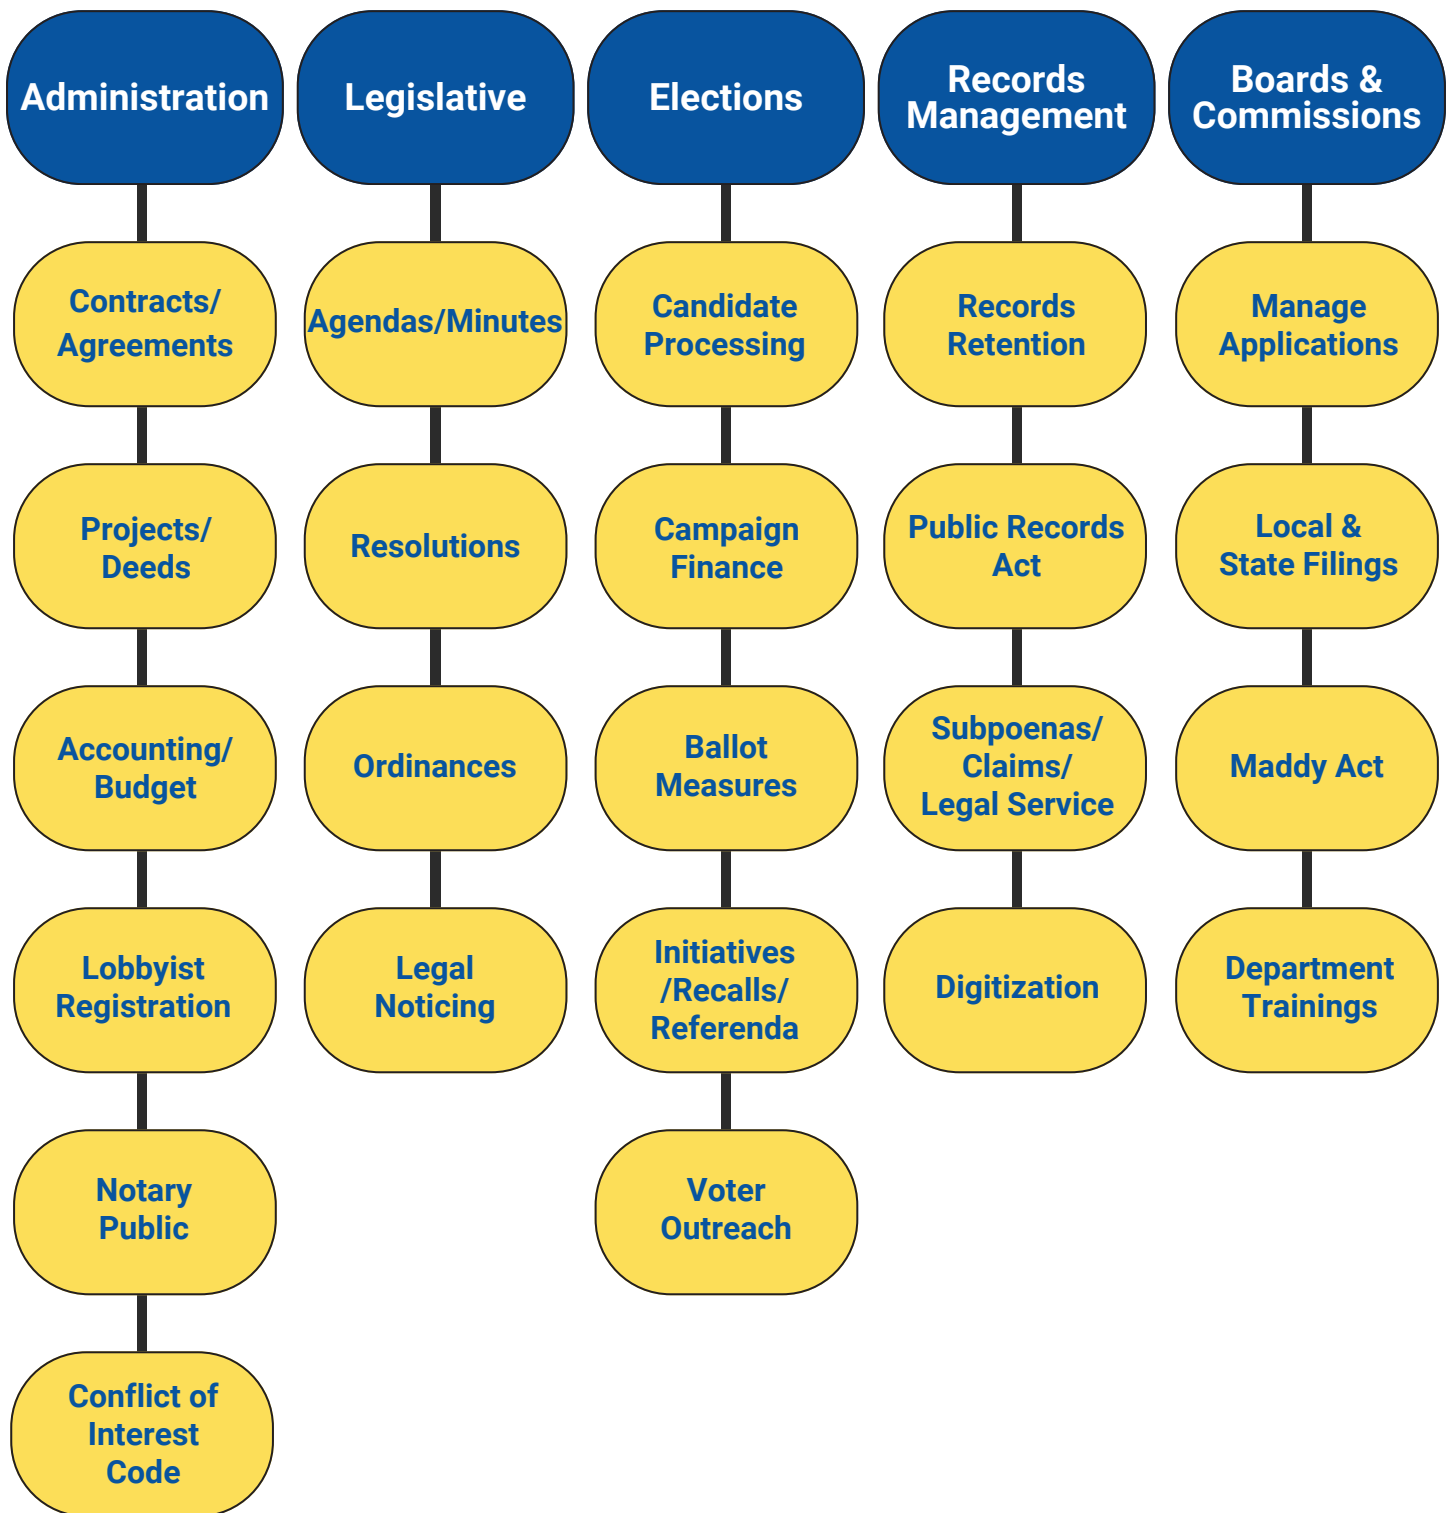 Administration
Legislative
Elections
Records
Management
Boards &
Commissions
Contracts/
Agreements
Agendas/Minutes
Candidate
Processing
Records
Retention
Manage
Applications
Projects/
Deeds
Resolutions
Campaign
Finance
Public Records
Act
Local &
State Filings
Accounting/
Budget
Ordinances
Ballot
Measures
Subpoenas/
Claims/
Legal Service
Maddy Act
Lobbyist
Registration
Legal
Noticing
Initiatives
/Recalls/
Referenda
Digitization
Department
Trainings
Notary
Public
Voter
Outreach
Conflict of
Interest
Code